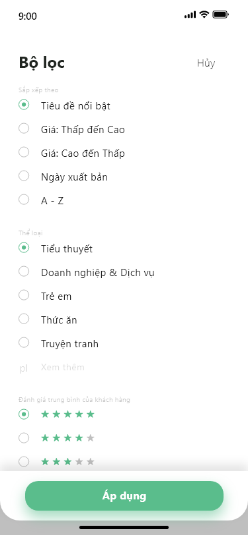 9:00
Bộ lọc
Hủy
Sắp xếp theo
Tiêu đề nổi bật
Giá: Thấp đến Cao
Giá: Cao đến Thấp
Ngày xuất bản
A - Z
Thể loại
Tiểu thuyết
Doanh nghiệp & Dịch vụ
Trẻ em
Thức ăn
Truyện tranh
pl Xem thêm
Đánh giá trung bình của khách hàng
Áp dụng